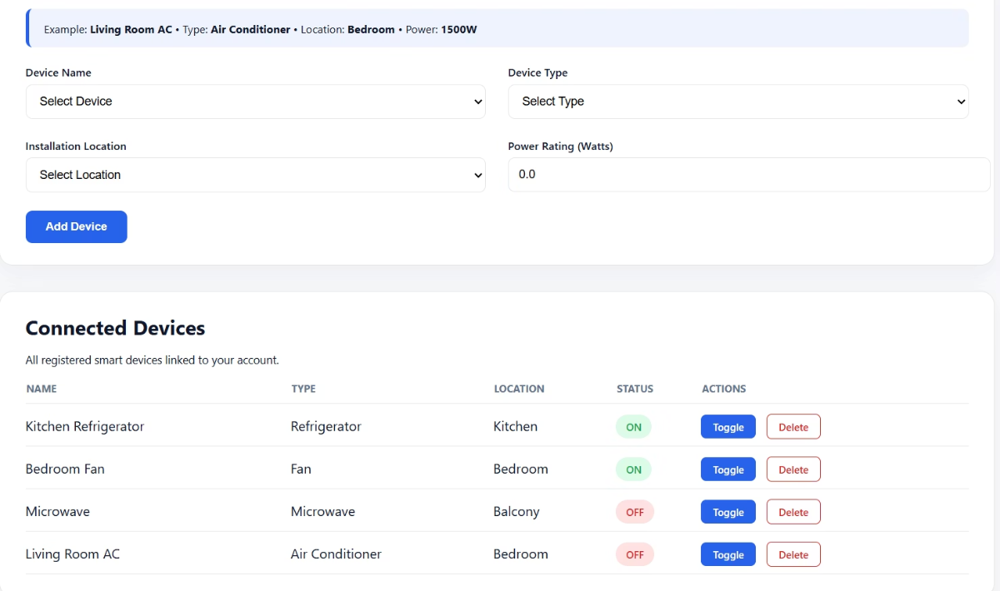 Example: Living Room AC • Type: Air Conditioner • Location: Bedroom • Power: 1500W
Device Name Device Type
Select Device Select Type
Installation Location Power Rating (Watts)
Select Location 0.0
Add Device
Connected Devices
All registered smart devices linked to your account.
NAME TYPE LOCATION STATUS ACTIONS
Kitchen Refrigerator Refrigerator Kitchen ON Toggle Delete
Bedroom Fan Fan Bedroom ON Toggle Delete
Microwave Microwave Balcony OFF Toggle Delete
Living Room AC Air Conditioner Bedroom OFF Toggle Delete